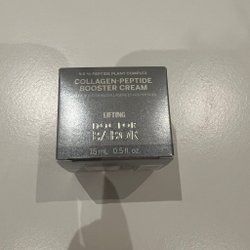 COLLAGEN-PEPTIDE
BOOSTER CREAM
LIFTING
DOCTOR
BABOR
15 mL 0.5 fl. oz.